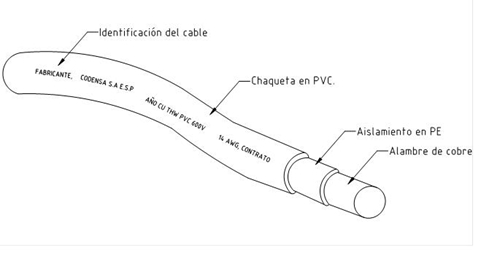 Identificación del cable
FABRICANTE, CODENSA S.A E.S.P AÑO CU THW PVC 600V 14 AWG, CONTRATO
Chaqueta en PVC.
Aislamiento en PE
Alambre de cobre